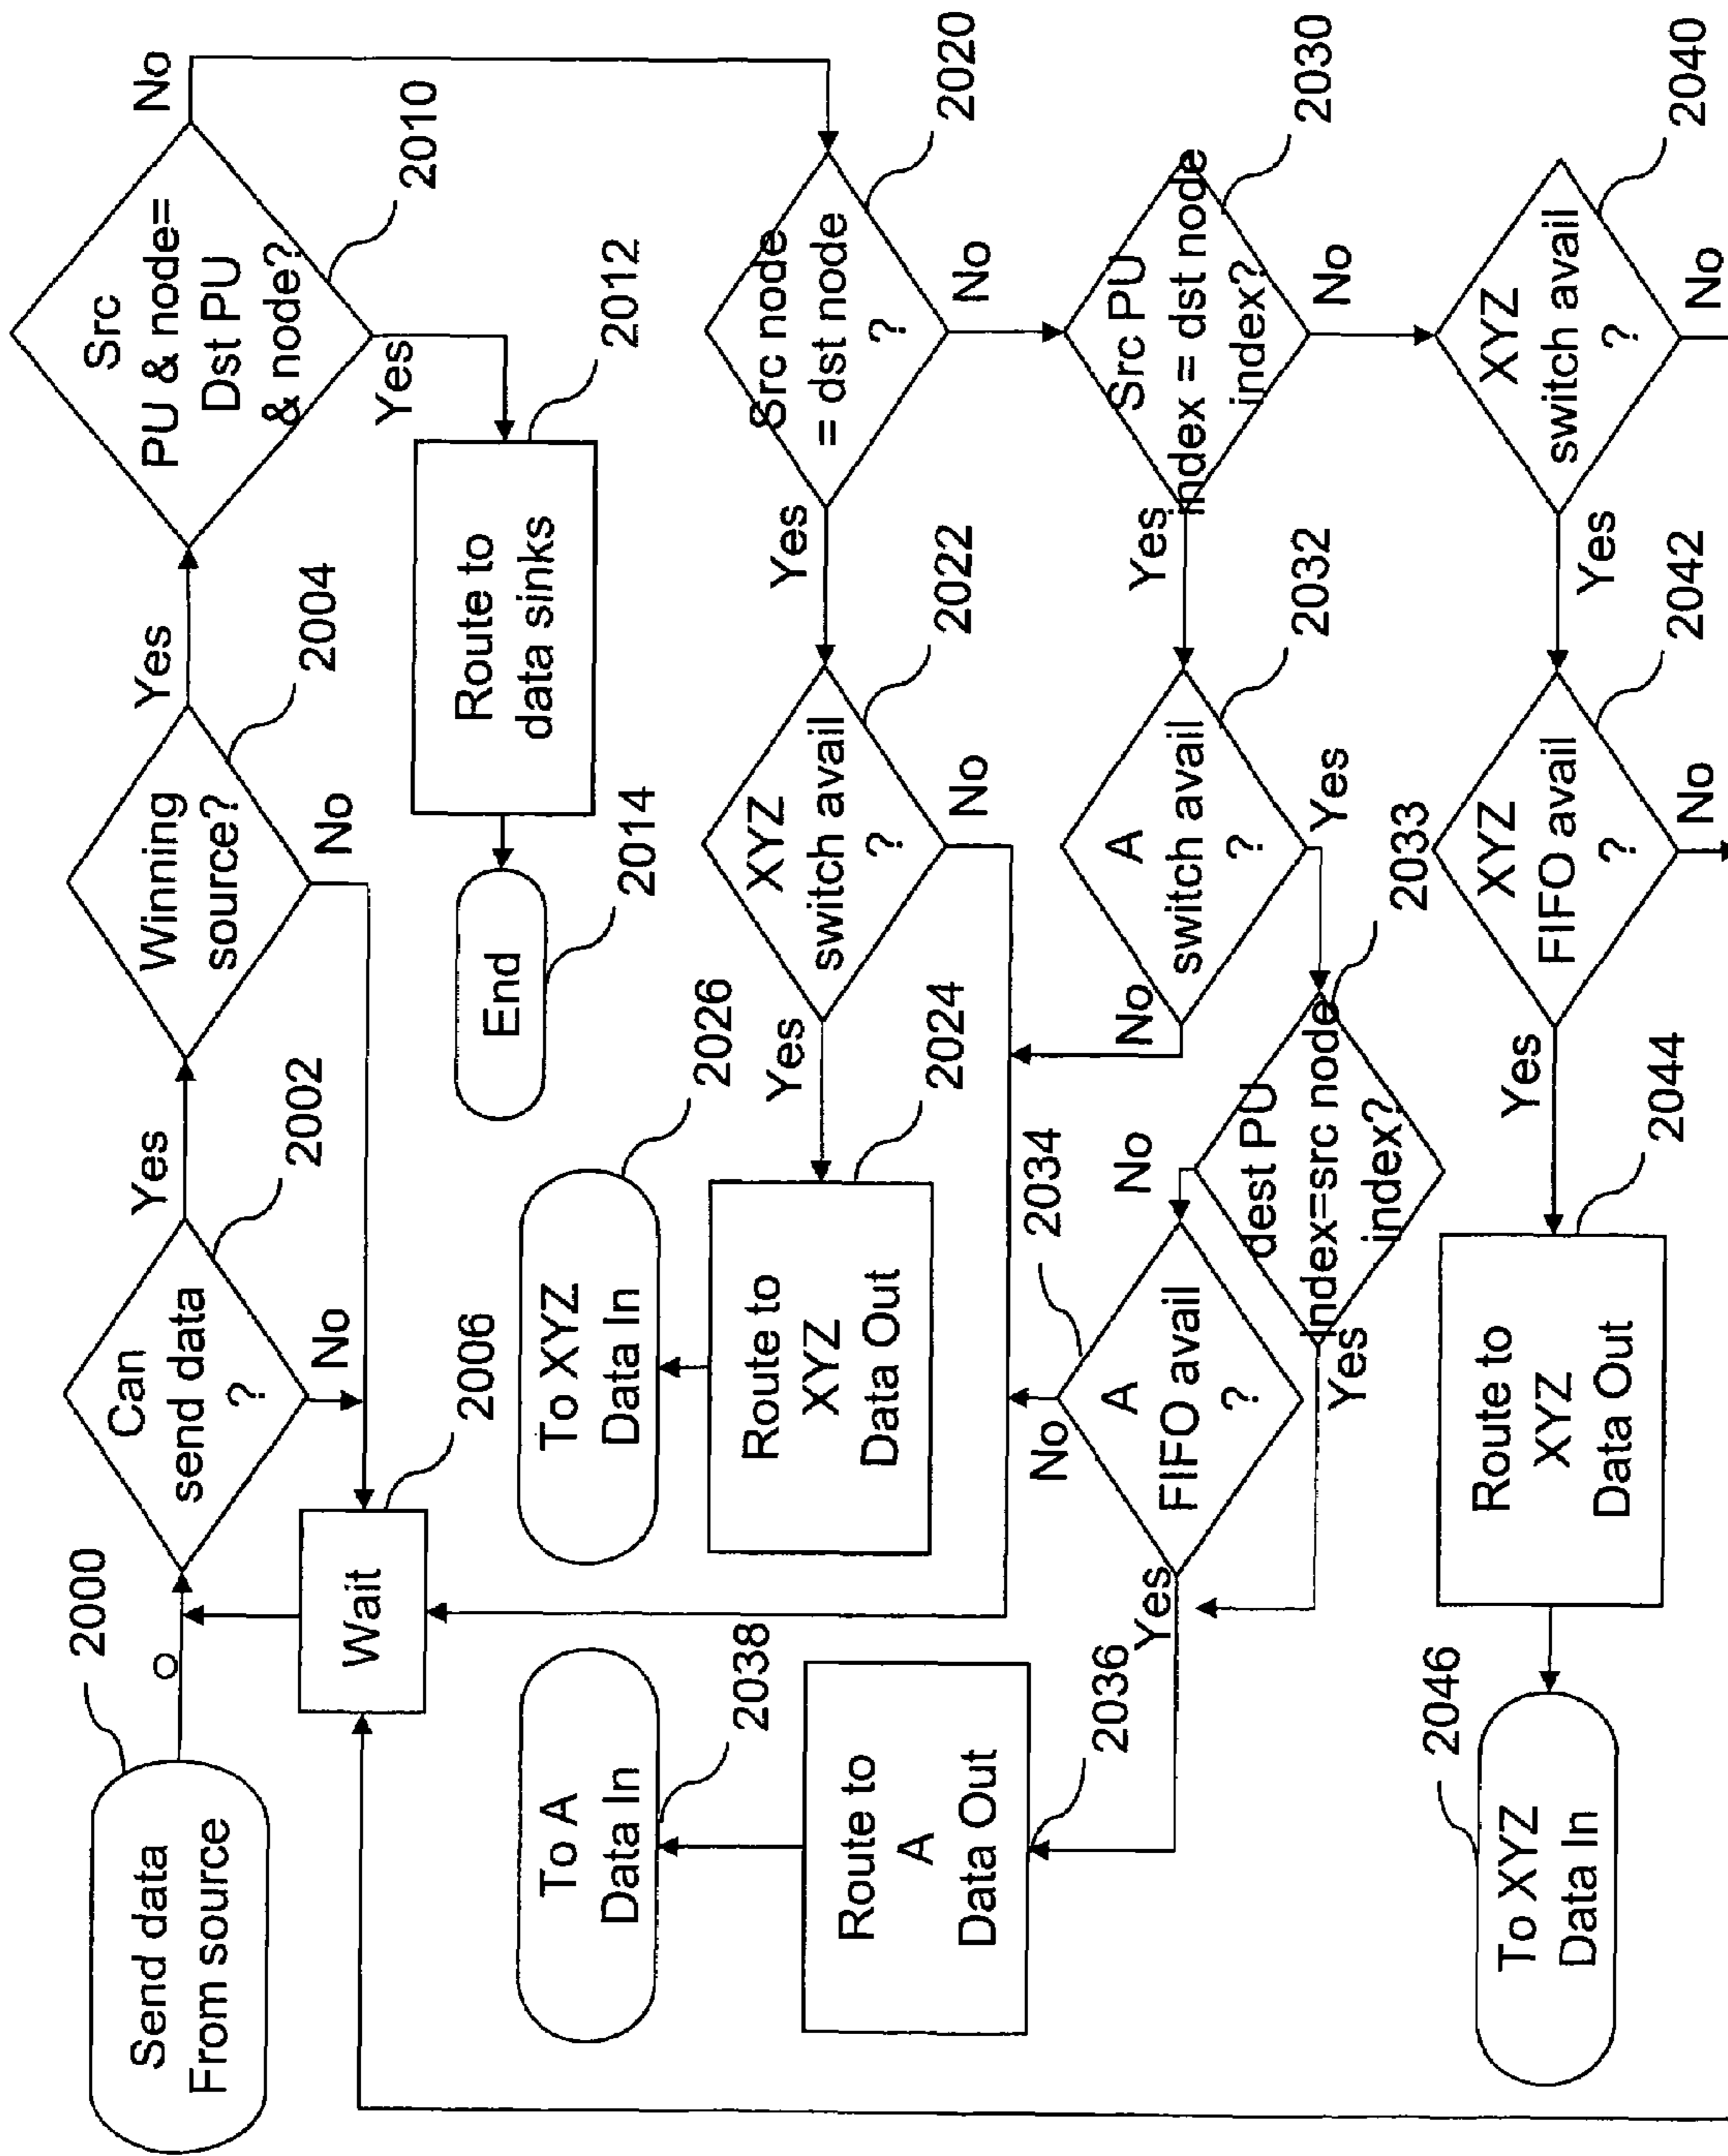 2000
Send data
From source
Can
send data
?
2002
Yes
No
Winning
source?
2004
Yes
No
Wait
2006
Src
PU & node=
Dst PU
& node?
2010
No
Yes
Route to
data sinks
2012
End
2014
Src node
= dst node
?
2020
Yes
No
XYZ
switch avail
?
2022
Yes
No
Route to
XYZ
Data Out
2024
To XYZ
Data In
2026
Src PU
index = dst node
index?
2030
Yes
No
A
switch avail
?
2032
No
Yes
dest PU
index=src node
index?
2033
No
Yes
A
FIFO avail
?
2034
No
Yes
Route to
A
Data Out
2036
To A
Data In
2038
XYZ
switch avail
?
2040
Yes
No
XYZ
FIFO avail
?
2042
Yes
No
Route to
XYZ
Data Out
2044
To XYZ
Data In
2046